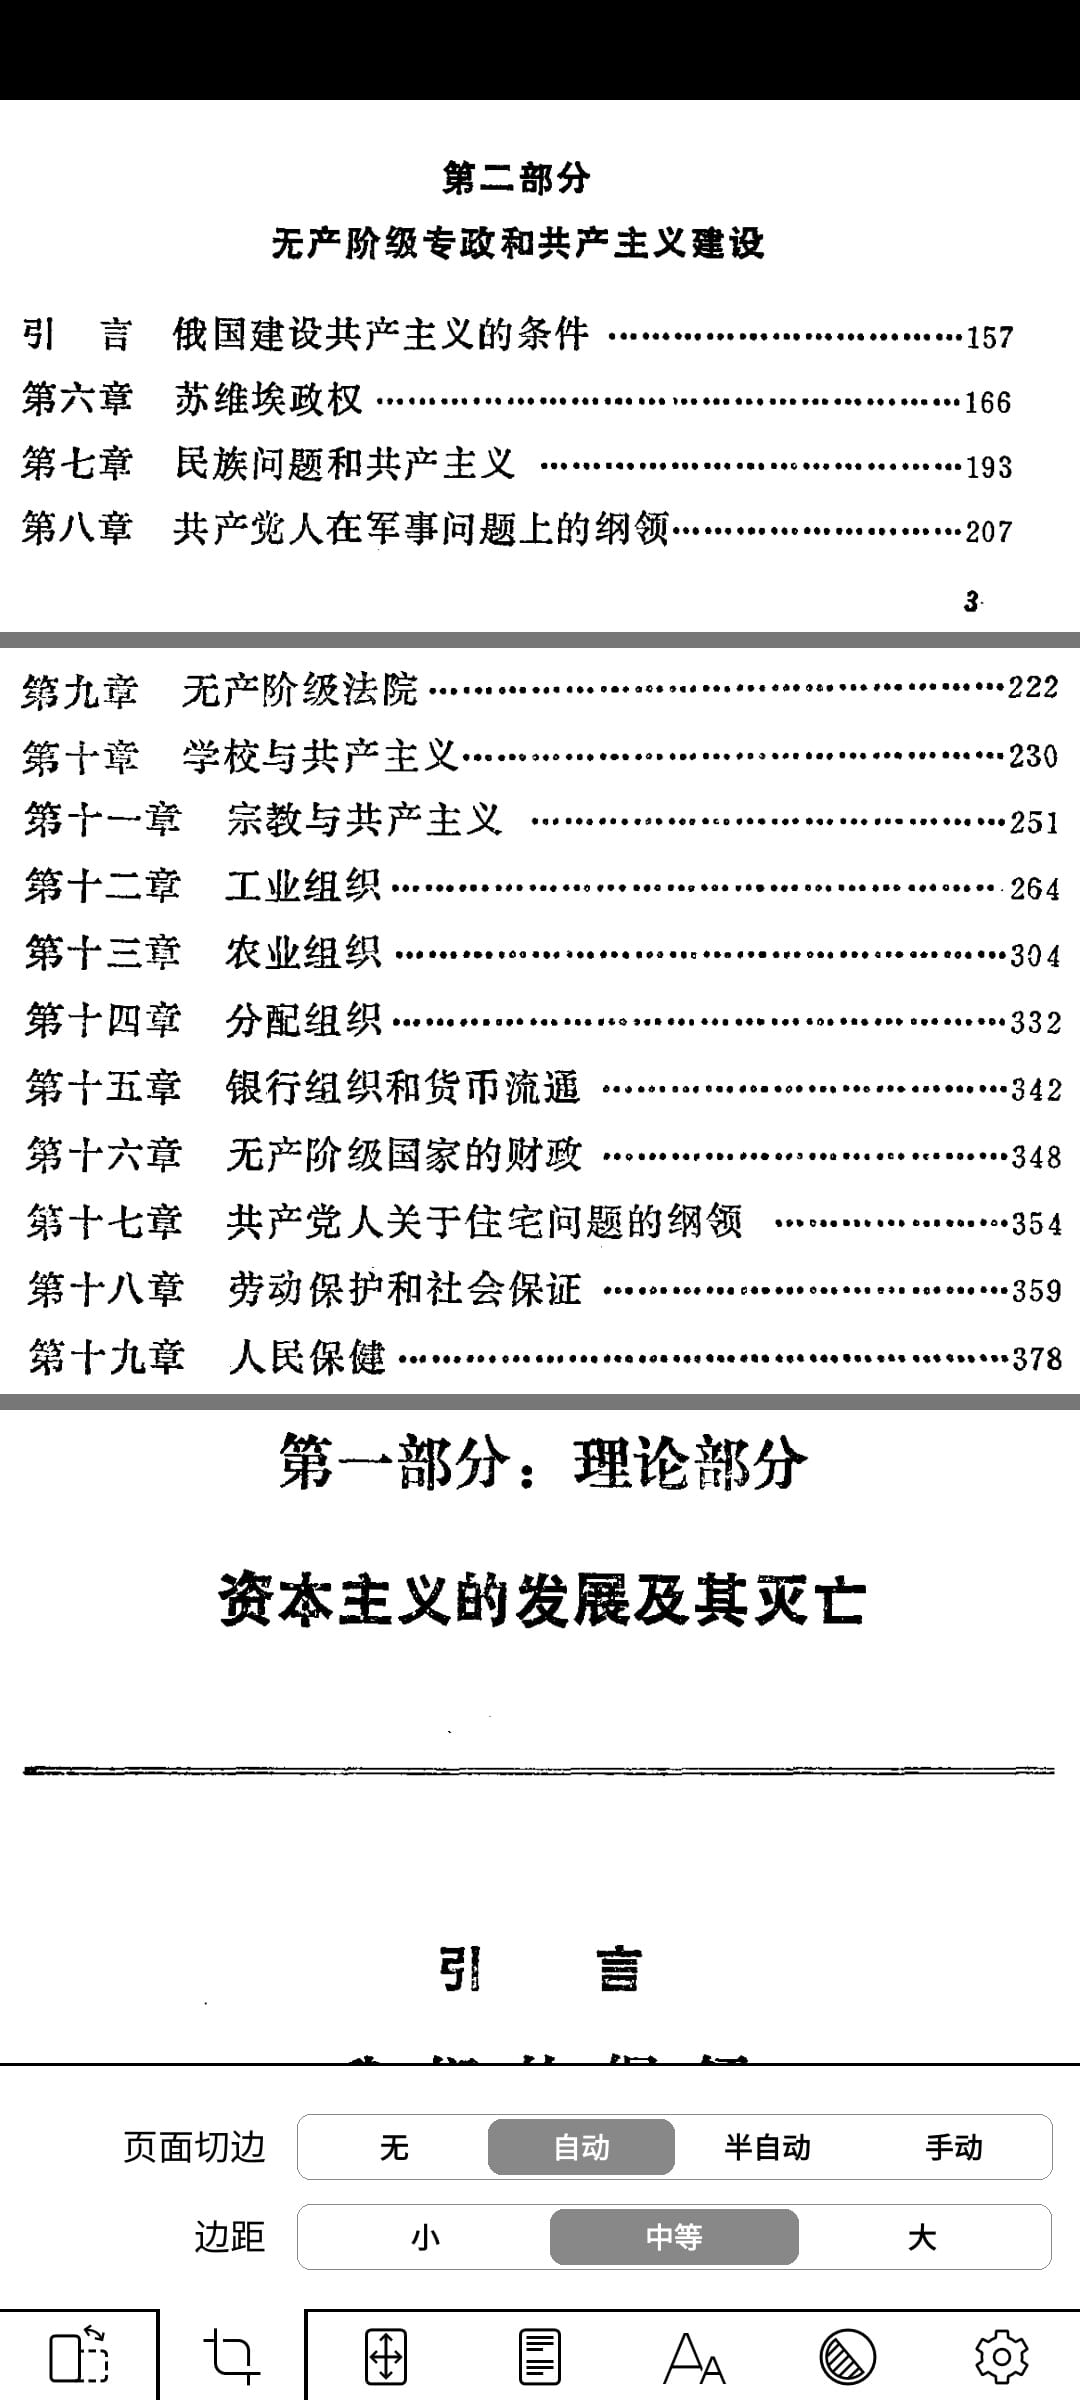 第二部分
无产阶级专政和共产主义建设
引 言 俄国建设共产主义的条件 ………………………………157
第六章 苏维埃政权 ………………………………………………166
第七章 民族问题和共产主义 ……………………………………193
第八章 共产党人在军事问题上的纲领…………………………207
3
第九章 无产阶级法院……………………………………………222
第十章 学校与共产主义…………………………………………230
第十一章 宗教与共产主义 ………………………………………251
第十二章 工业组织………………………………………………264
第十三章 农业组织………………………………………………304
第十四章 分配组织………………………………………………332
第十五章 银行组织和货币流通 …………………………………342
第十六章 无产阶级国家的财政 …………………………………348
第十七章 共产党人关于住宅问题的纲领 ………………………354
第十八章 劳动保护和社会保证 …………………………………359
第十九章 人民保健………………………………………………378
第一部分：理论部分
资本主义的发展及其灭亡
引 言
页面切边 无 自动 半自动 手动
边距 小 中等 大